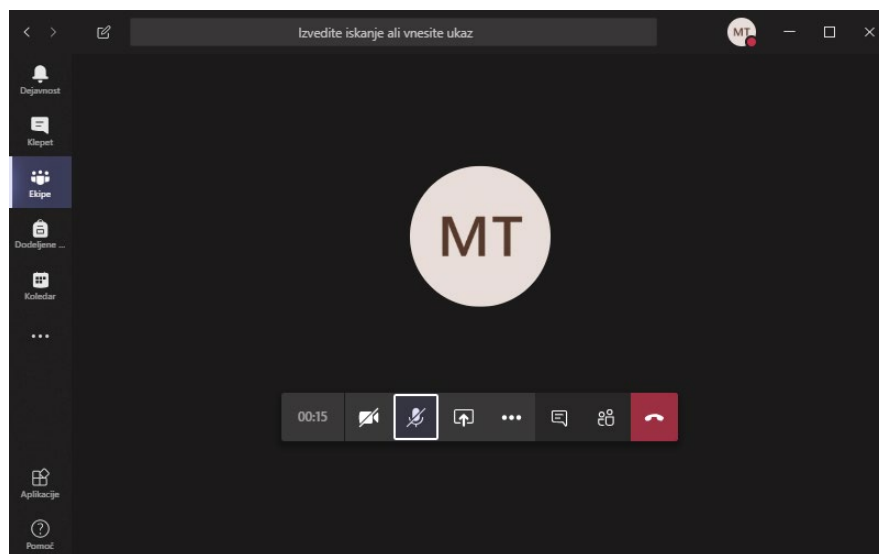 Izvedite iskanje ali vnesite ukaz
MT
Dejavnost
Klepet
Ekipe
Dodeljene ...
Koledar
MT
00:15
Aplikacije
Pomoč